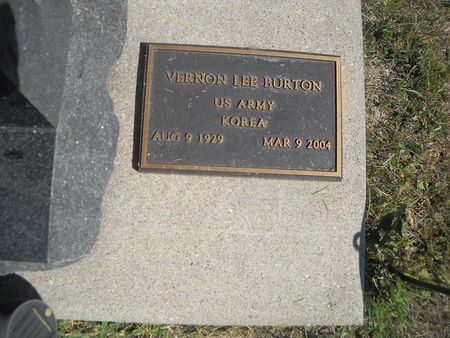 VERNON LEE BURTON
US ARMY
KOREA
AUG 9 1929 MAR 9 2004